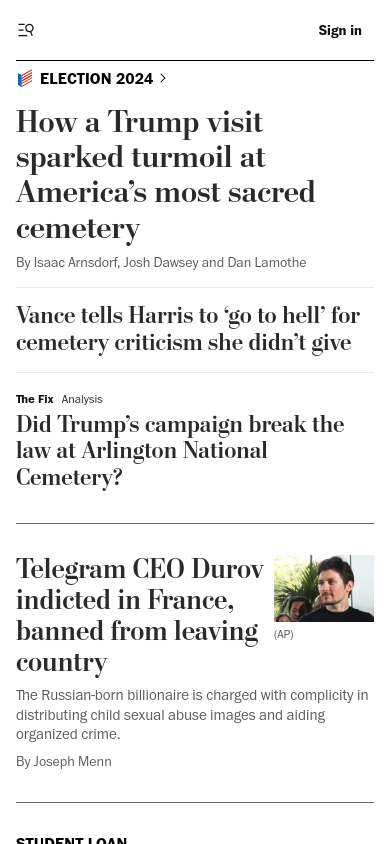 Sign in
ELECTION 2024
How a Trump visit
sparked turmoil at
America’s most sacred
cemetery
By Isaac Arnsdorf, Josh Dawsey and Dan Lamothe
Vance tells Harris to ‘go to hell’ for
cemetery criticism she didn’t give
The Fix Analysis
Did Trump’s campaign break the
law at Arlington National
Cemetery?
Telegram CEO Durov
indicted in France,
banned from leaving
country
(AP)
The Russian-born billionaire is charged with complicity in
distributing child sexual abuse images and aiding
organized crime.
By Joseph Menn
STUDENT LOAN